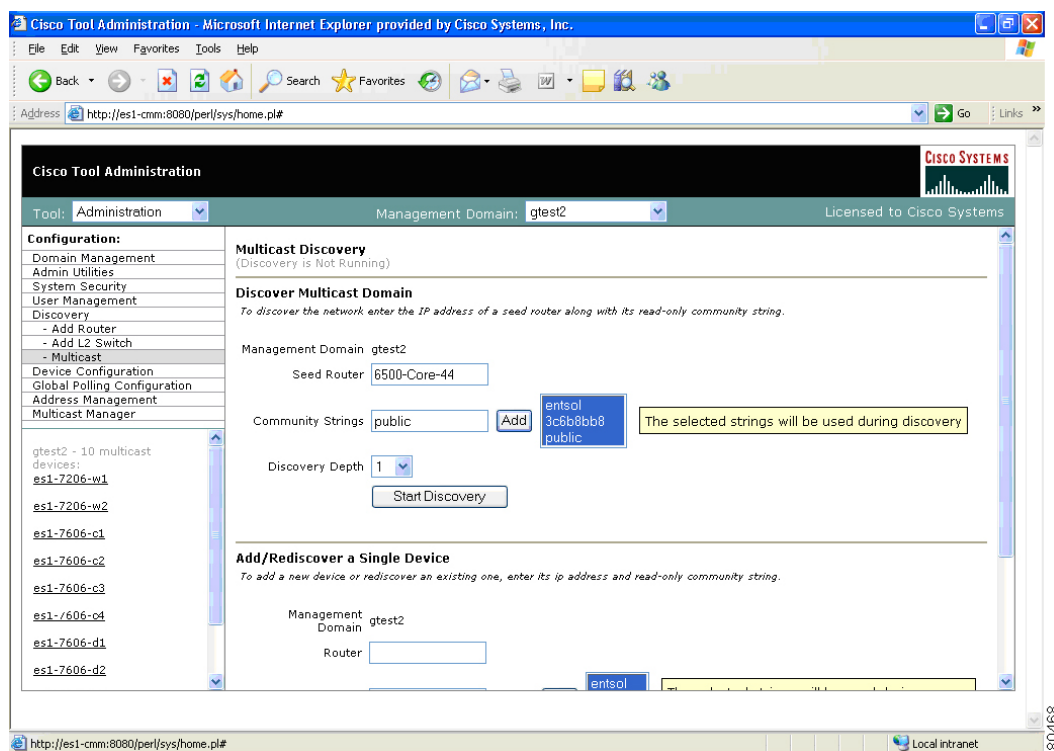 Cisco Tool Administration - Microsoft Internet Explorer provided by Cisco Systems, Inc.
File Edit View Favorites Tools Help
Back Search Favorites
Address http://es1-cmm:8080/perl/sys/home.pl# Go Links »
Cisco Tool Administration
CISCO SYSTEMS
Tool: Administration Management Domain: gtest2 Licensed to Cisco Systems
Configuration:
Domain Management
Admin Utilities
System Security
User Management
Discovery
- Add Router
- Add L2 Switch
- Multicast
Device Configuration
Global Polling Configuration
Address Management
Multicast Manager
gtest2 - 10 multicast
devices:
es1-7206-w1
es1-7206-w2
es1-7606-c1
es1-7606-c2
es1-7606-c3
es1-7606-c4
es1-7606-d1
es1-7606-d2
Multicast Discovery
(Discovery is Not Running)
Discover Multicast Domain
To discover the network enter the IP address of a seed router along with its read-only community string.
Management Domain gtest2
Seed Router 6500-Core-44
Community Strings public Add
entsol
3c6b8bb8
public
The selected strings will be used during discovery
Discovery Depth 1
Start Discovery
Add/Rediscover a Single Device
To add a new device or rediscover an existing one, enter its ip address and read-only community string.
Management
Domain gtest2
Router
entsol
http://es1-cmm:8080/perl/sys/home.pl# Local intranet